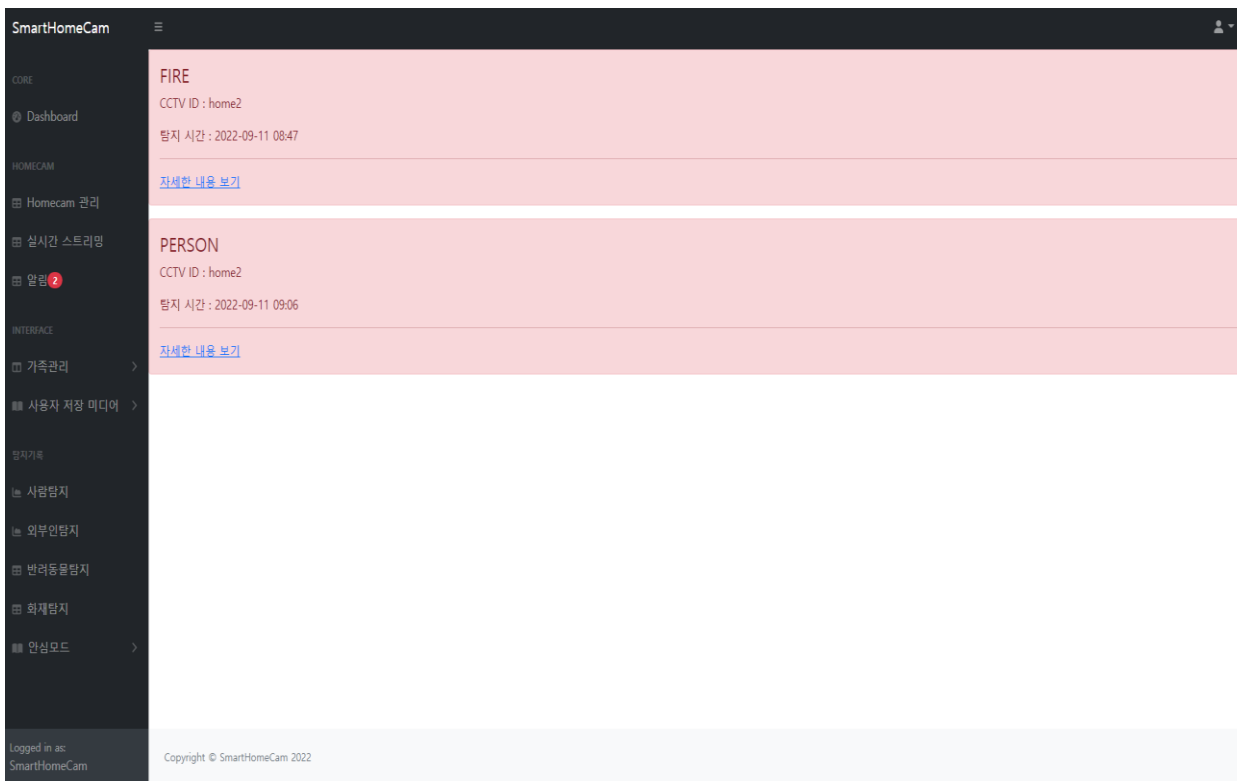 SmartHomeCam
CORE
Dashboard
HOMECAM
Homecam 관리
실시간 스트리밍
알림 2
INTERFACE
가족관리
사용자 저장 미디어
탐지기록
사람탐지
외부인탐지
반려동물탐지
화재탐지
안심모드
Logged in as:
SmartHomeCam
FIRE
CCTV ID : home2
탐지 시간 : 2022-09-11 08:47
자세한 내용 보기
PERSON
CCTV ID : home2
탐지 시간 : 2022-09-11 09:06
자세한 내용 보기
Copyright © SmartHomeCam 2022